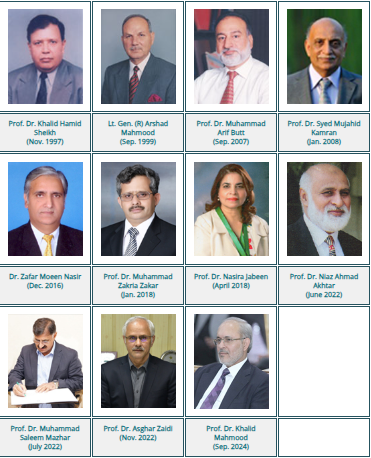 Prof. Dr. Khalid Hamid
Sheikh
(Nov. 1997)
Lt. Gen. (R) Arshad
Mahmood
(Sep. 1999)
Prof. Dr. Muhammad
Arif Butt
(Sep. 2007)
Prof. Dr. Syed Mujahid
Kamran
(Jan. 2008)
Dr. Zafar Moeen Nasir
(Dec. 2016)
Prof. Dr. Muhammad
Zakria Zakar
(Jan. 2018)
Prof. Dr. Nasira Jabeen
(April 2018)
Prof. Dr. Niaz Ahmad
Akhtar
(June 2022)
Prof. Dr. Muhammad
Saleem Mazhar
(July 2022)
Prof. Dr. Asghar Zaidi
(Nov. 2022)
Prof. Dr. Khalid
Mahmood
(Sep. 2024)